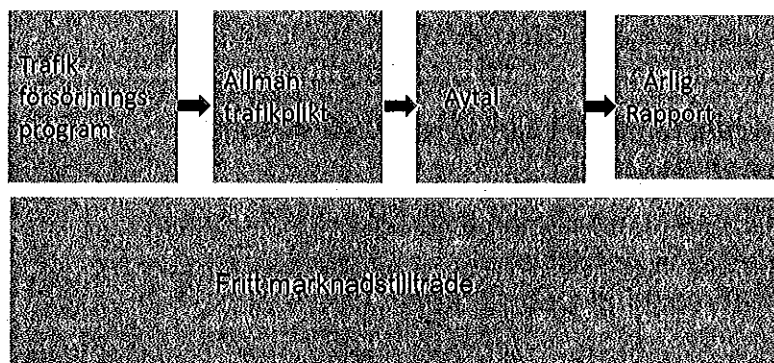 Trafik
försörjnings
program
Allmän
trafikplikt
Avtal
Årlig
Rapport
Fritt marknadstillträde